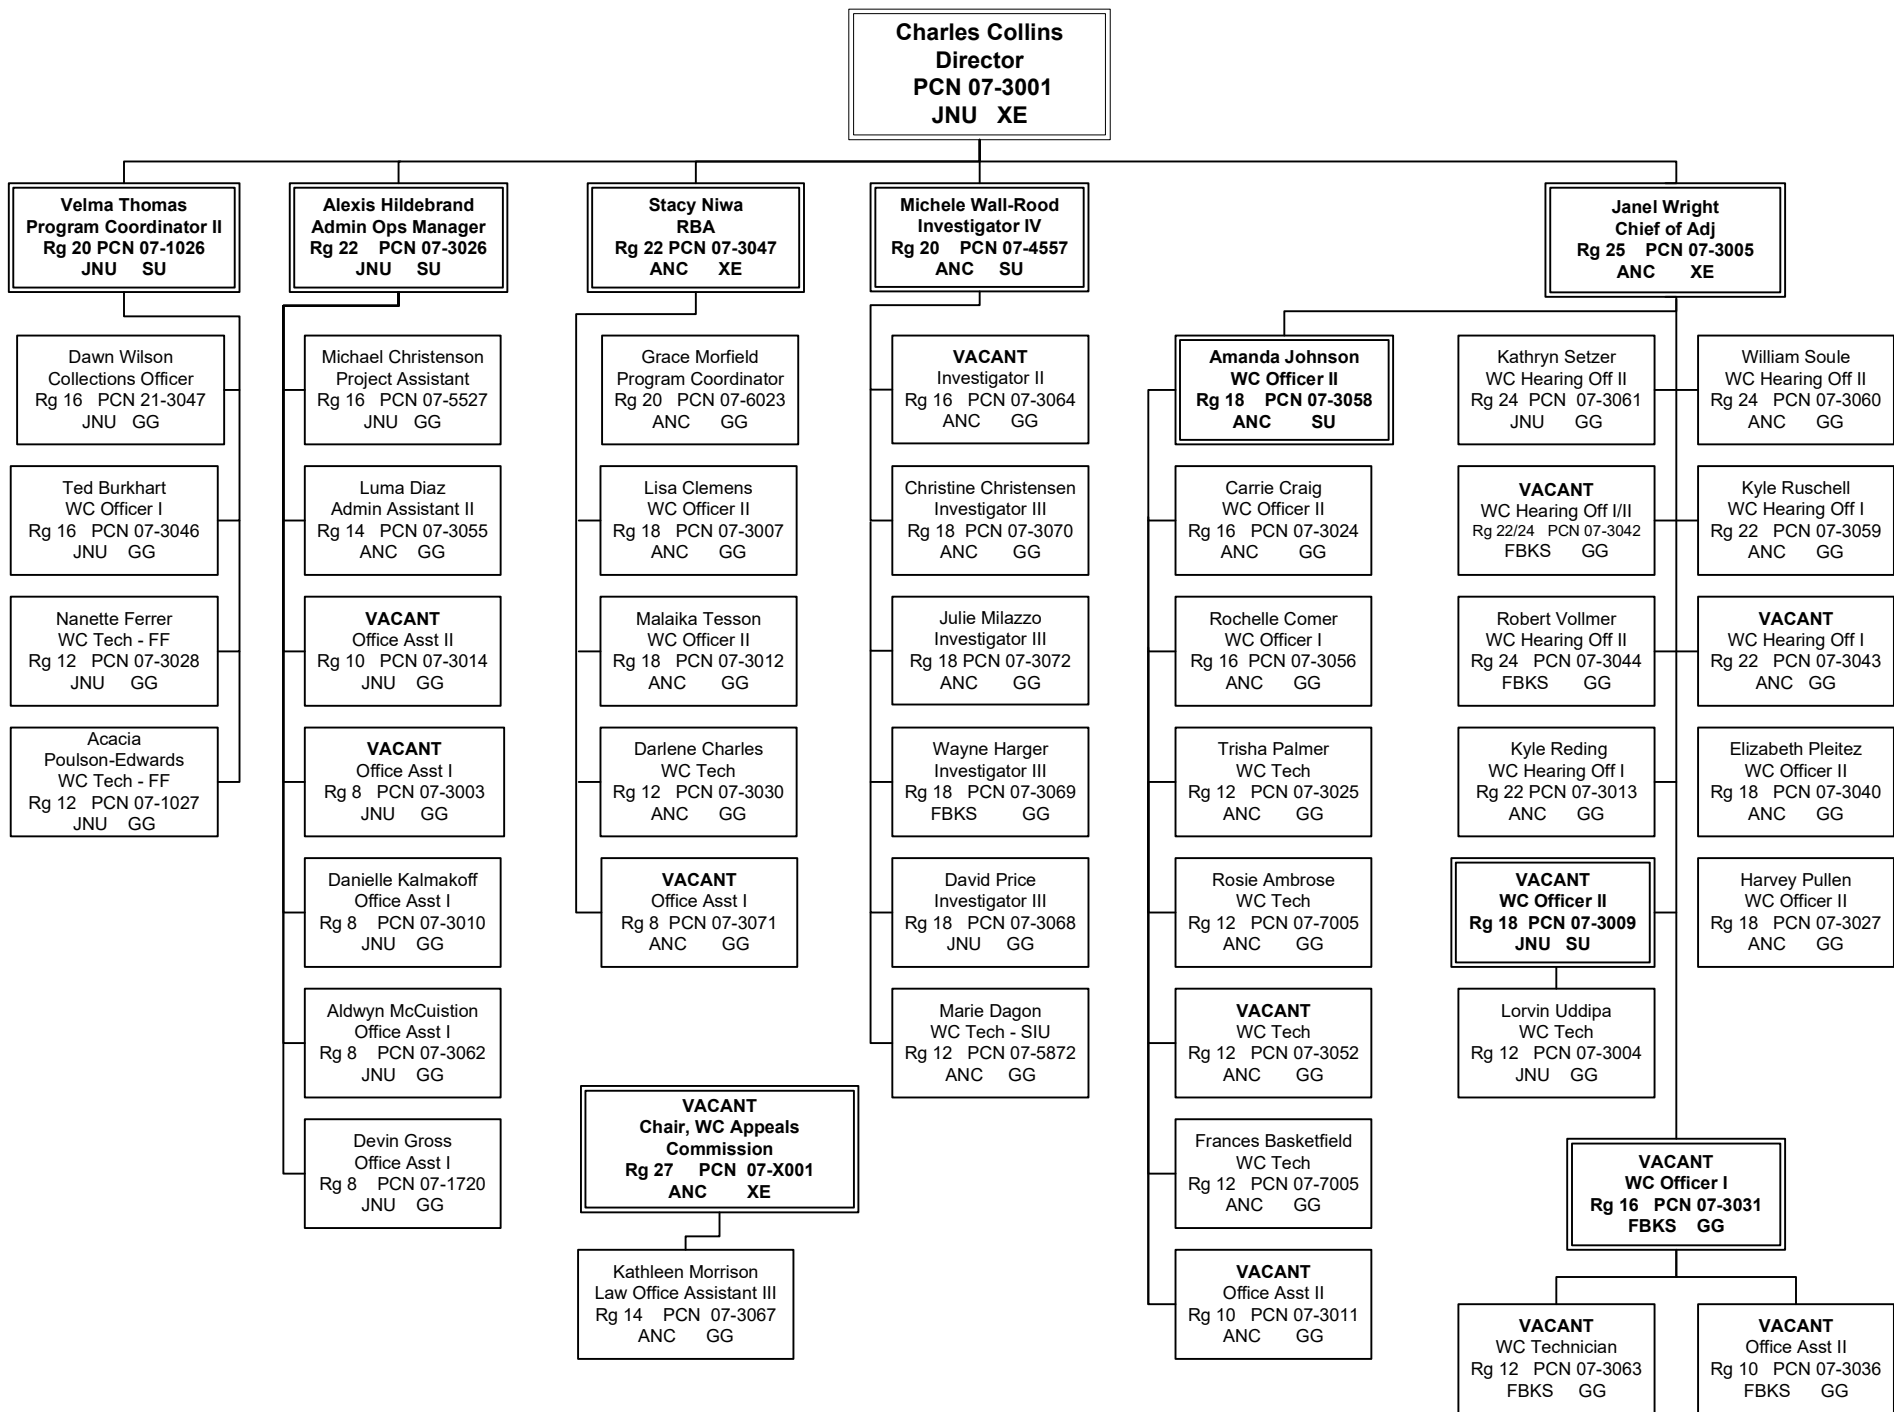 Charles Collins
Director
PCN 07-3001
JNU XE
Velma Thomas
Program Coordinator II
Rg 20 PCN 07-1026
JNU SU
Alexis Hildebrand
Admin Ops Manager
Rg 22 PCN 07-3026
JNU SU
Stacy Niwa
RBA
Rg 22 PCN 07-3047
ANC XE
Michele Wall-Rood
Investigator IV
Rg 20 PCN 07-4557
ANC SU
Janel Wright
Chief of Adj
Rg 25 PCN 07-3005
ANC XE
Dawn Wilson
Collections Officer
Rg 16 PCN 21-3047
JNU GG
Ted Burkhart
WC Officer I
Rg 16 PCN 07-3046
JNU GG
Nanette Ferrer
WC Tech - FF
Rg 12 PCN 07-3028
JNU GG
Acacia
Poulson-Edwards
WC Tech - FF
Rg 12 PCN 07-1027
JNU GG
Michael Christenson
Project Assistant
Rg 16 PCN 07-5527
JNU GG
Luma Diaz
Admin Assistant II
Rg 14 PCN 07-3055
ANC GG
VACANT
Office Asst II
Rg 10 PCN 07-3014
JNU GG
VACANT
Office Asst I
Rg 8 PCN 07-3003
JNU GG
Danielle Kalmakoff
Office Asst I
Rg 8 PCN 07-3010
JNU GG
Aldwyn McCuistion
Office Asst I
Rg 8 PCN 07-3062
JNU GG
Devin Gross
Office Asst I
Rg 8 PCN 07-1720
JNU GG
Grace Morfield
Program Coordinator
Rg 20 PCN 07-6023
ANC GG
Lisa Clemens
WC Officer II
Rg 18 PCN 07-3007
ANC GG
Malaika Tesson
WC Officer II
Rg 18 PCN 07-3012
ANC GG
Darlene Charles
WC Tech
Rg 12 PCN 07-3030
ANC GG
VACANT
Office Asst I
Rg 8 PCN 07-3071
ANC GG
VACANT
Chair, WC Appeals
Commission
Rg 27 PCN 07-X001
ANC XE
Kathleen Morrison
Law Office Assistant III
Rg 14 PCN 07-3067
ANC GG
VACANT
Investigator II
Rg 16 PCN 07-3064
ANC GG
Christine Christensen
Investigator III
Rg 18 PCN 07-3070
ANC GG
Julie Milazzo
Investigator III
Rg 18 PCN 07-3072
ANC GG
Wayne Harger
Investigator III
Rg 18 PCN 07-3069
FBKS GG
David Price
Investigator III
Rg 18 PCN 07-3068
JNU GG
Marie Dagon
WC Tech - SIU
Rg 12 PCN 07-5872
ANC GG
Amanda Johnson
WC Officer II
Rg 18 PCN 07-3058
ANC SU
Carrie Craig
WC Officer II
Rg 16 PCN 07-3024
ANC GG
Rochelle Comer
WC Officer I
Rg 16 PCN 07-3056
ANC GG
Trisha Palmer
WC Tech
Rg 12 PCN 07-3025
ANC GG
Rosie Ambrose
WC Tech
Rg 12 PCN 07-7005
ANC GG
VACANT
WC Tech
Rg 12 PCN 07-3052
ANC GG
Frances Basketfield
WC Tech
Rg 12 PCN 07-7005
ANC GG
VACANT
Office Asst II
Rg 10 PCN 07-3011
ANC GG
Kathryn Setzer
WC Hearing Off II
Rg 24 PCN 07-3061
JNU GG
VACANT
WC Hearing Off I/II
Rg 22/24 PCN 07-3042
FBKS GG
Robert Vollmer
WC Hearing Off II
Rg 24 PCN 07-3044
FBKS GG
Kyle Reding
WC Hearing Off I
Rg 22 PCN 07-3013
ANC GG
VACANT
WC Officer II
Rg 18 PCN 07-3009
JNU SU
Lorvin Uddipa
WC Tech
Rg 12 PCN 07-3004
JNU GG
William Soule
WC Hearing Off II
Rg 24 PCN 07-3060
ANC GG
Kyle Ruschell
WC Hearing Off I
Rg 22 PCN 07-3059
ANC GG
VACANT
WC Hearing Off I
Rg 22 PCN 07-3043
ANC GG
Elizabeth Pleitez
WC Officer II
Rg 18 PCN 07-3040
ANC GG
Harvey Pullen
WC Officer II
Rg 18 PCN 07-3027
ANC GG
VACANT
WC Officer I
Rg 16 PCN 07-3031
FBKS GG
VACANT
WC Technician
Rg 12 PCN 07-3063
FBKS GG
VACANT
Office Asst II
Rg 10 PCN 07-3036
FBKS GG